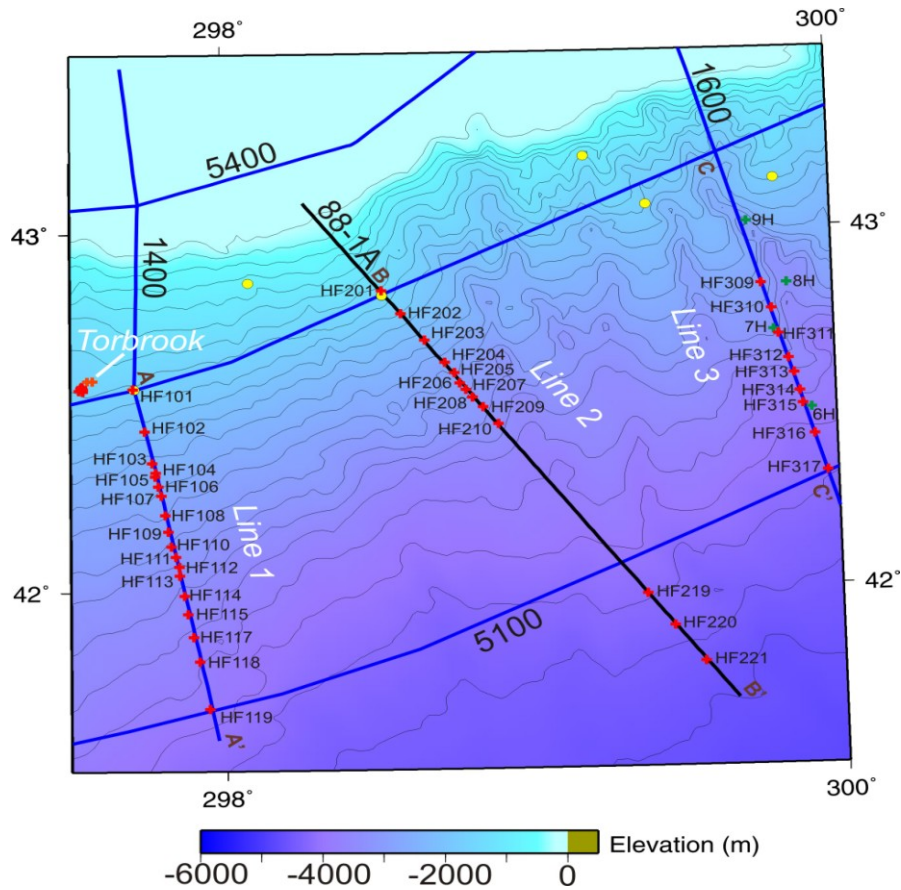 298°
300°
5400
1600
C
43°
43°
9H
88-1A
B
1400
HF201
HF309
8H
HF202
HF310
Torbrook
HF203
7H
HF311
Line 3
A
HF204
HF312
HF101
HF205
HF313
HF206
HF207
Line 2
HF314
HF208
HF209
HF315
6H
HF102
HF210
HF316
HF103
HF104
HF317
HF105
HF106
C'
HF107
HF108
Line 1
HF109
HF110
HF111
HF112
HF113
42°
42°
HF114
HF219
HF115
5100
HF220
HF117
HF118
HF221
B'
HF119
A'
298°
300°
Elevation (m)
-6000 -4000 -2000 0